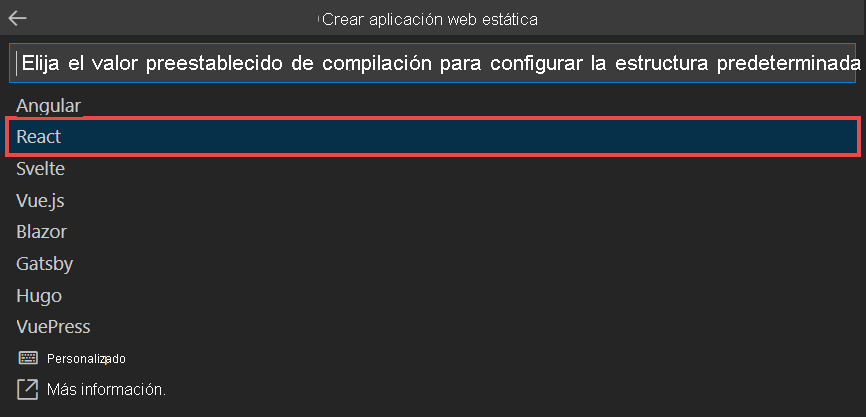 Crear aplicación web estática
Elija el valor preestablecido de compilación para configurar la estructura predeterminada
Angular
React
Svelte
Vue.js
Blazor
Gatsby
Hugo
VuePress
Personalizado
Más información.